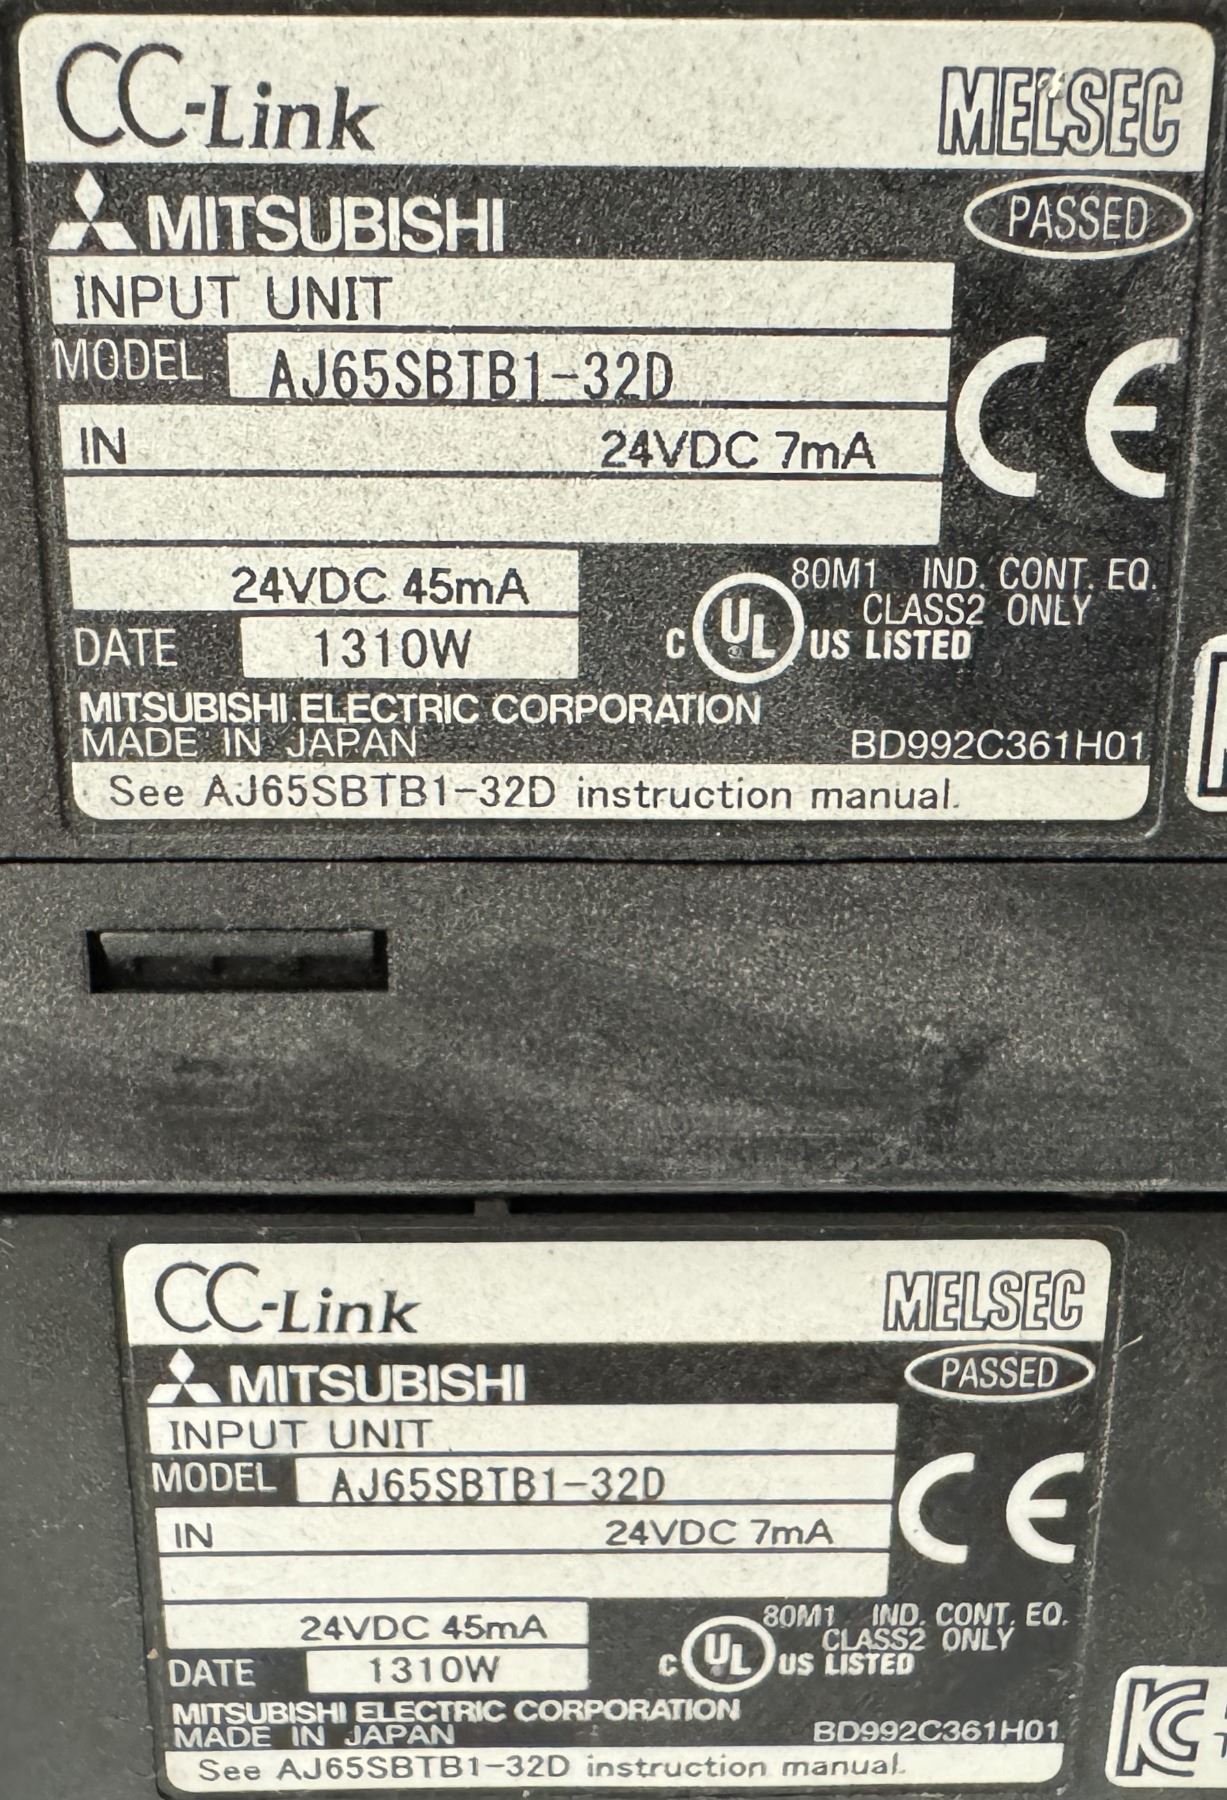 CC-Link MELSEC
MITSUBISHI PASSED
INPUT UNIT
MODEL AJ65SBTB1-32D
CE
IN 24VDC 7mA
24VDC 45mA
80M1 IND. CONT. EQ.
CLASS2 ONLY
C UL US LISTED
DATE 1310W
MITSUBISHI ELECTRIC CORPORATION
MADE IN JAPAN BD992C361H01
See AJ65SBTB1-32D instruction manual.
CC-Link MELSEC
MITSUBISHI PASSED
INPUT UNIT
MODEL AJ65SBTB1-32D
CE
IN 24VDC 7mA
24VDC 45mA
80M1 IND. CONT. EQ.
CLASS2 ONLY
C UL US LISTED
DATE 1310W
MITSUBISHI ELECTRIC CORPORATION
MADE IN JAPAN BD992C361H01
See AJ65SBTB1-32D instruction manual.
KC